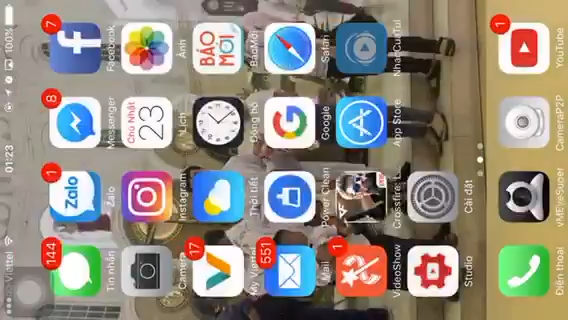 Viettel 01:23 100%
144 1 8 7
Zalo
Tin nhắn Zalo Messenger Facebook
Chủ Nhật
23
Camera Instagram Lịch Ảnh
17
BÁO
MỚI
My Viettel Thời tiết Đồng hồ BaoMoi
551
Mail Power Clean Google Safari
1
CF
VideoShow Crossfire: L... App Store NhacCuaTui
Studio Cài đặt
1
Điện thoại vMEyeSuper CameraP2P YouTube